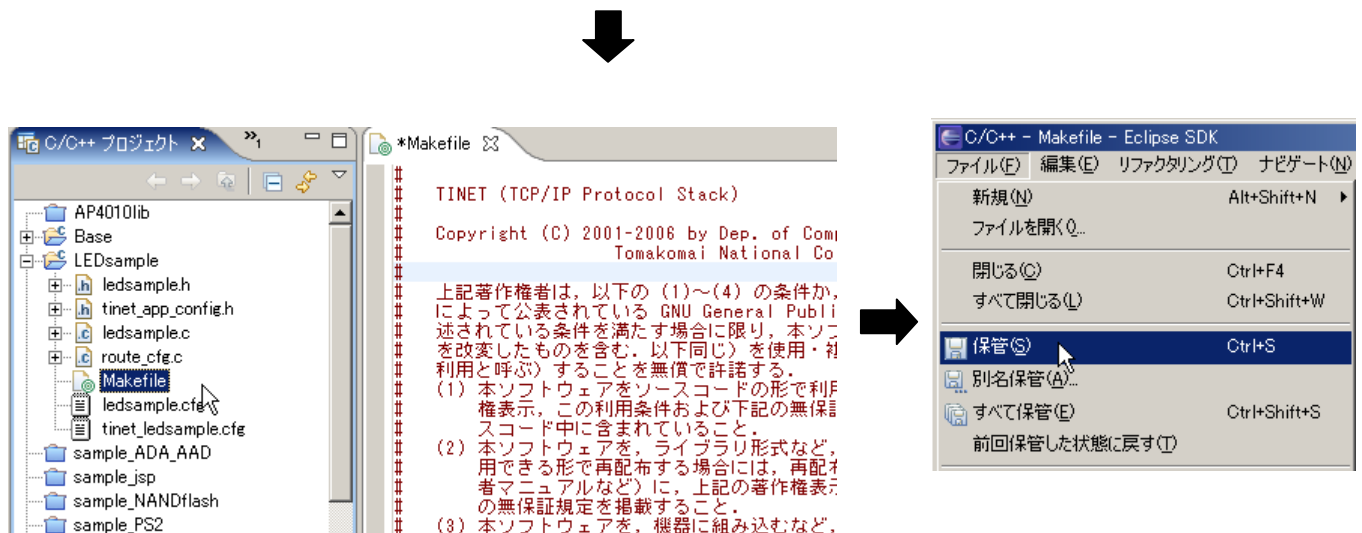 C/C++ プロジェクト
»1
AP4010lib
Base
LEDsample
ledsample.h
tinet_app_config.h
ledsample.c
route_cfg.c
Makefile
ledsample.cfg
tinet_ledsample.cfg
sample_ADA_AAD
sample_jsp
sample_NANDflash
sample_PS2
*Makefile
#
# TINET (TCP/IP Protocol Stack)
#
# Copyright (C) 2001-2006 by Dep. of Com
# Tomakomai National Co
#
# 上記著作権者は，以下の (1)～(4) の条件か，
# によって公表されている GNU General Publi
# 述されている条件を満たす場合に限り，本ソフ
# を改変したものを含む．以下同じ）を使用・複
# 利用と呼ぶ）することを無償で許諾する．
# (1) 本ソフトウェアをソースコードの形で利用
# 権表示，この利用条件および下記の無保証
# スコード中に含まれていること．
# (2) 本ソフトウェアを，ライブラリ形式など，
# 用できる形で再配布する場合には，再配布
# 者マニュアルなど）に，上記の著作権表示
# の無保証規定を掲載すること．
# (3) 本ソフトウェアを，機器に組み込むなど，
C/C++ - Makefile - Eclipse SDK
ファイル(F) 編集(E) リファクタリング(T) ナビゲート(N)
新規(N) Alt+Shift+N
ファイルを開く()...
閉じる(C) Ctrl+F4
すべて閉じる(L) Ctrl+Shift+W
保管(S) Ctrl+S
別名保管(A)...
すべて保管(E) Ctrl+Shift+S
前回保管した状態に戻す(T)